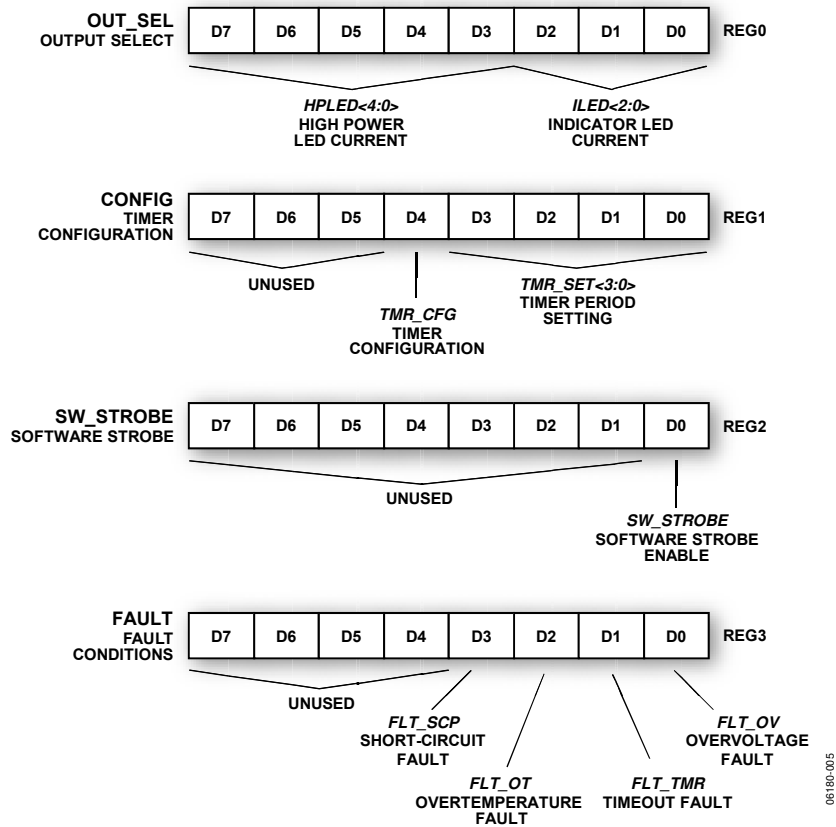 OUT_SEL
OUTPUT SELECT
D7 D6 D5 D4 D3 D2 D1 D0 REG0
HPLED<4:0>
HIGH POWER
LED CURRENT
ILED<2:0>
INDICATOR LED
CURRENT
CONFIG
TIMER
CONFIGURATION
D7 D6 D5 D4 D3 D2 D1 D0 REG1
UNUSED
TMR_CFG
TIMER
CONFIGURATION
TMR_SET<3:0>
TIMER PERIOD
SETTING
SW_STROBE
SOFTWARE STROBE
D7 D6 D5 D4 D3 D2 D1 D0 REG2
UNUSED
SW_STROBE
SOFTWARE STROBE
ENABLE
FAULT
FAULT
CONDITIONS
D7 D6 D5 D4 D3 D2 D1 D0 REG3
UNUSED
FLT_SCP
SHORT-CIRCUIT
FAULT
FLT_OT
OVERTEMPERATURE
FAULT
FLT_TMR
TIMEOUT FAULT
FLT_OV
OVERVOLTAGE
FAULT
06180-005